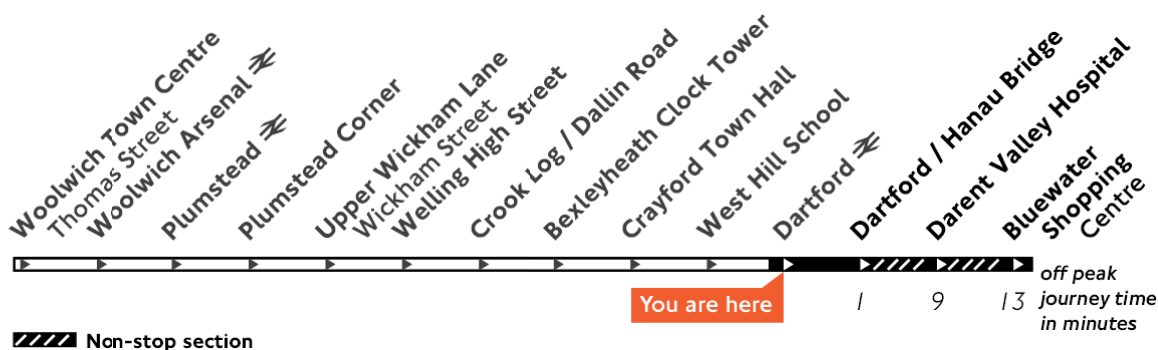 Woolwich Town Centre
Thomas Street
Woolwich Arsenal
Plumstead
Plumstead Corner
Upper Wickham Lane
Wickham Street
Welling High Street
Crook Log / Dallin Road
Bexleyheath Clock Tower
Crayford Town Hall
West Hill School
Dartford
Dartford / Hanau Bridge
Darent Valley Hospital
Bluewater
Shopping
Centre
You are here
1 9 13
off peak
journey time
in minutes
Non-stop section